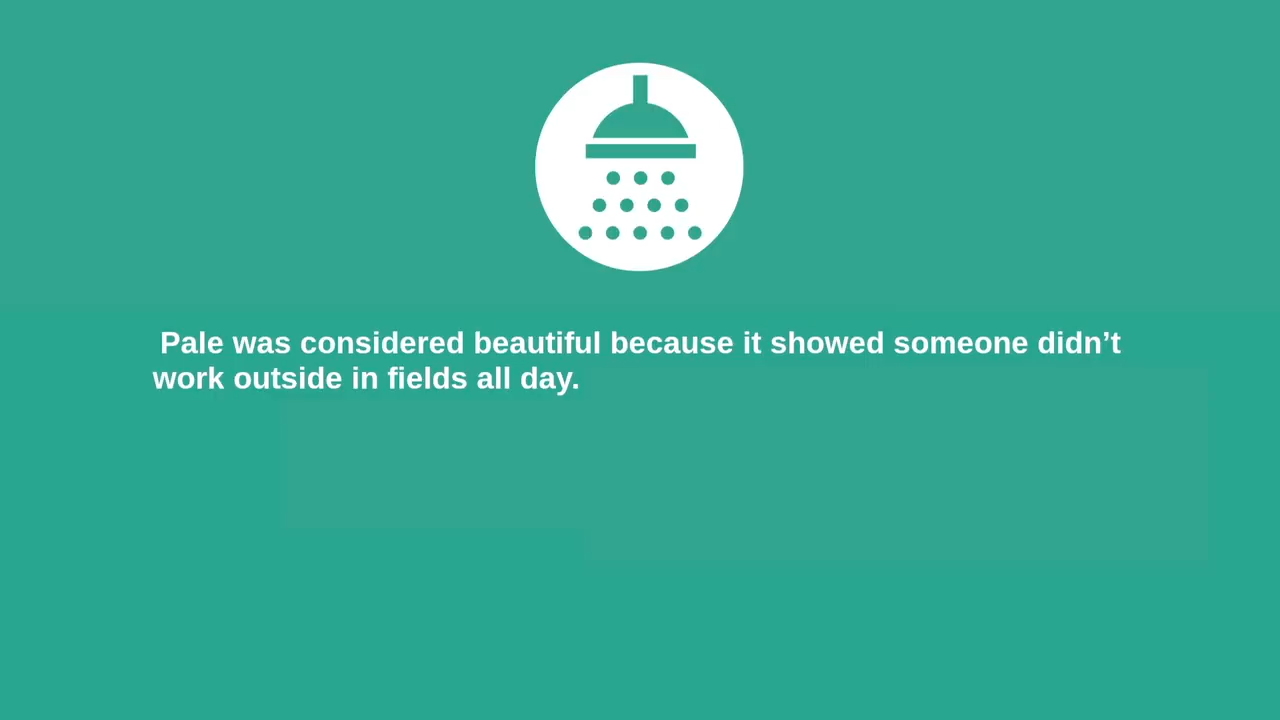 Pale was considered beautiful because it showed someone didn’t
work outside in fields all day.